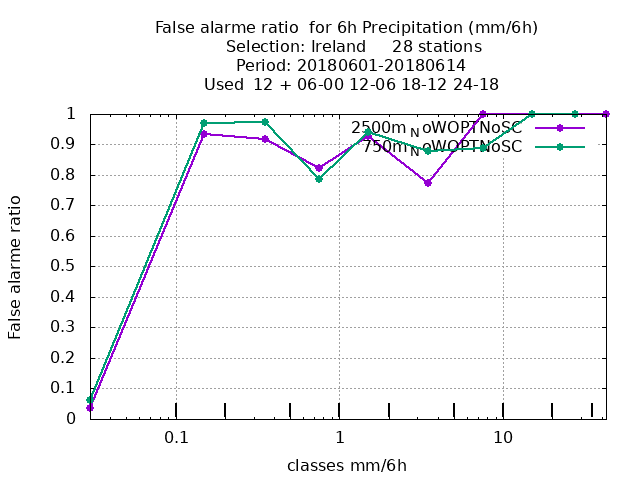 False alarme ratio  for 6h Precipitation (mm/6h)
Selection: Ireland     28 stations
Period: 20180601-20180614
Used  12 + 06-00 12-06 18-12 24-18
2500m_NoWOPTNoSC
750m_NoWOPTNoSC
1
0.9
0.8
0.7
0.6
0.5
0.4
0.3
0.2
0.1
0
False alarme ratio
0.1 1 10
classes mm/6h